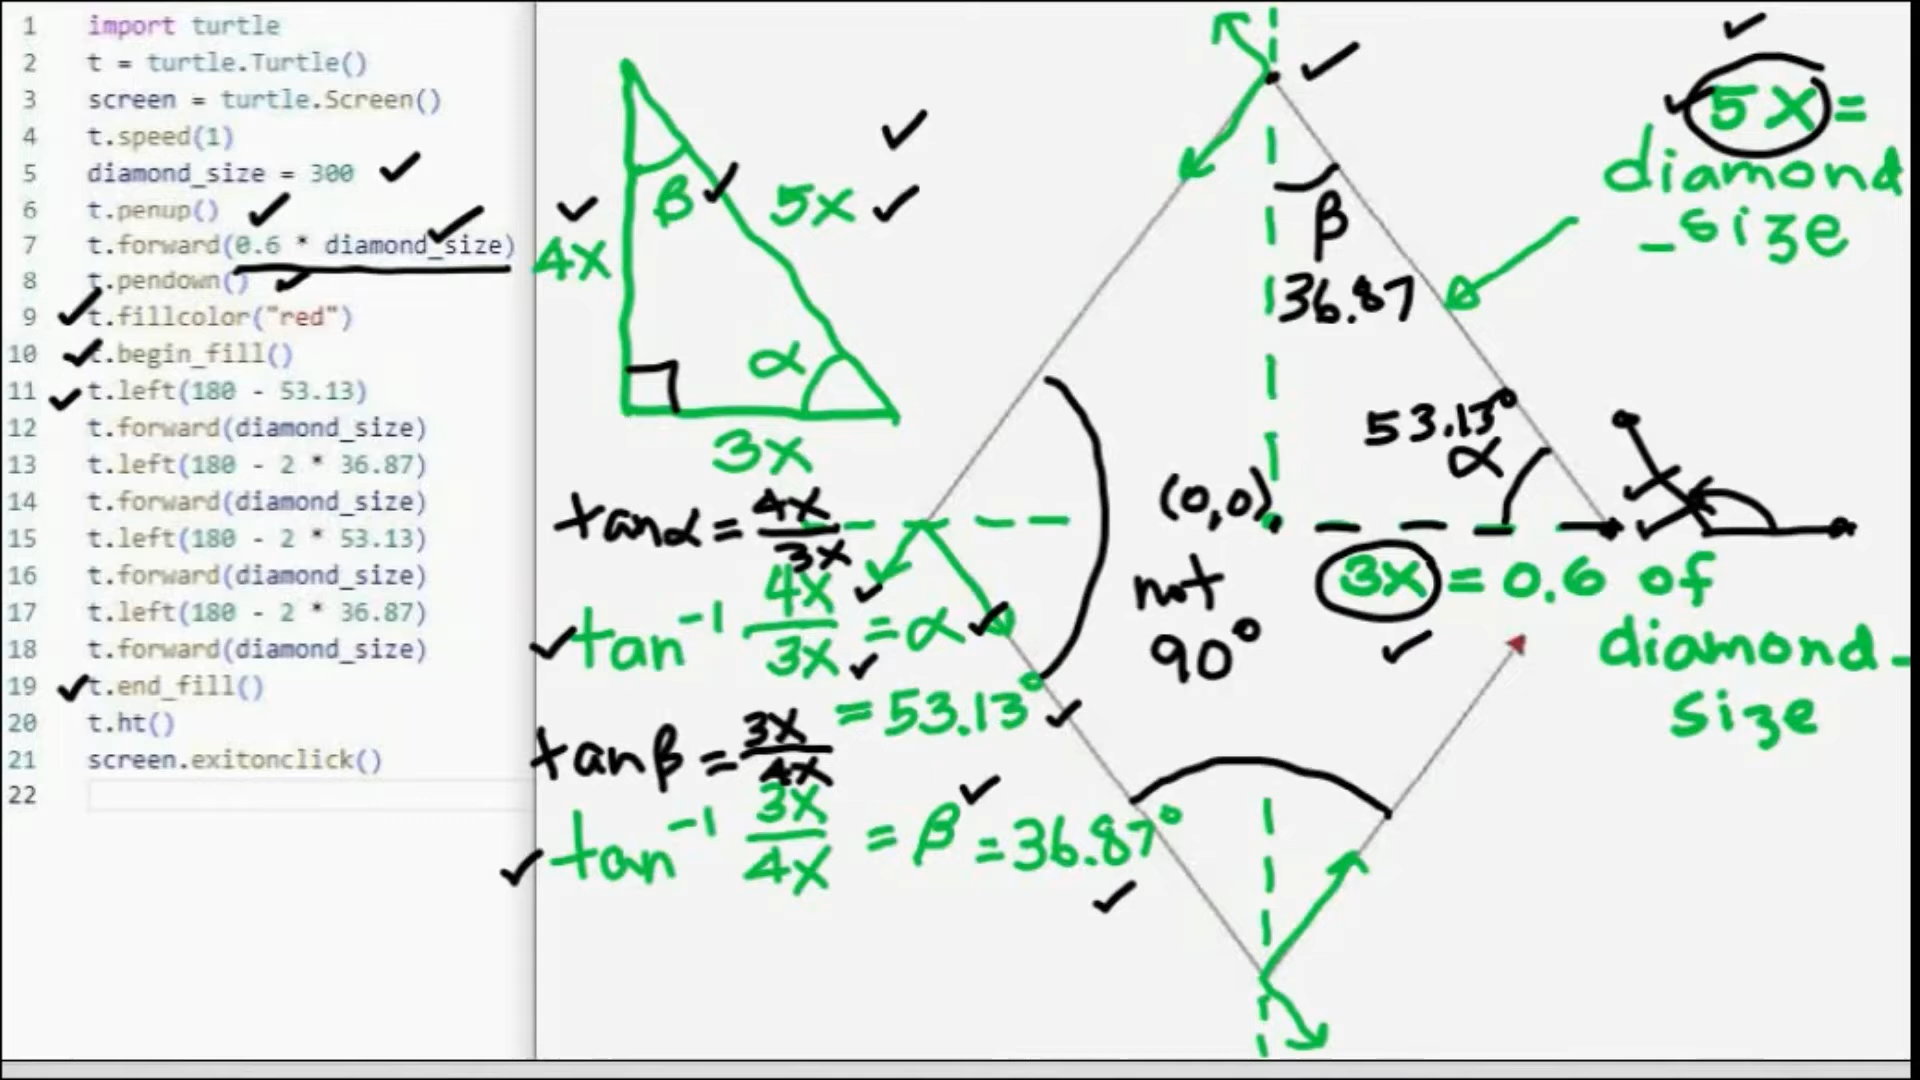 1 import turtle
2 t = turtle.Turtle()
3 screen = turtle.Screen()
4 t.speed(1)
5 diamond_size = 300
6 t.penup()
7 t.forward(0.6 * diamond_size)
8 t.pendown()
9 t.fillcolor("red")
10 t.begin_fill()
11 t.left(180 - 53.13)
12 t.forward(diamond_size)
13 t.left(180 - 2 * 36.87)
14 t.forward(diamond_size)
15 t.left(180 - 2 * 53.13)
16 t.forward(diamond_size)
17 t.left(180 - 2 * 36.87)
18 t.forward(diamond_size)
19 t.end_fill()
20 t.ht()
21 screen.exitonclick()
22
β
5x
4x
α
3x
tanα = 4x/3x
tan⁻¹ 4x/3x = α
= 53.13°
tanβ = 3x/4x
tan⁻¹ 3x/4x = β = 36.87°
5x =
diamond
_size
β
36.87
53.13°
α
(0,0)
not
90°
3x = 0.6 of
diamond_
size